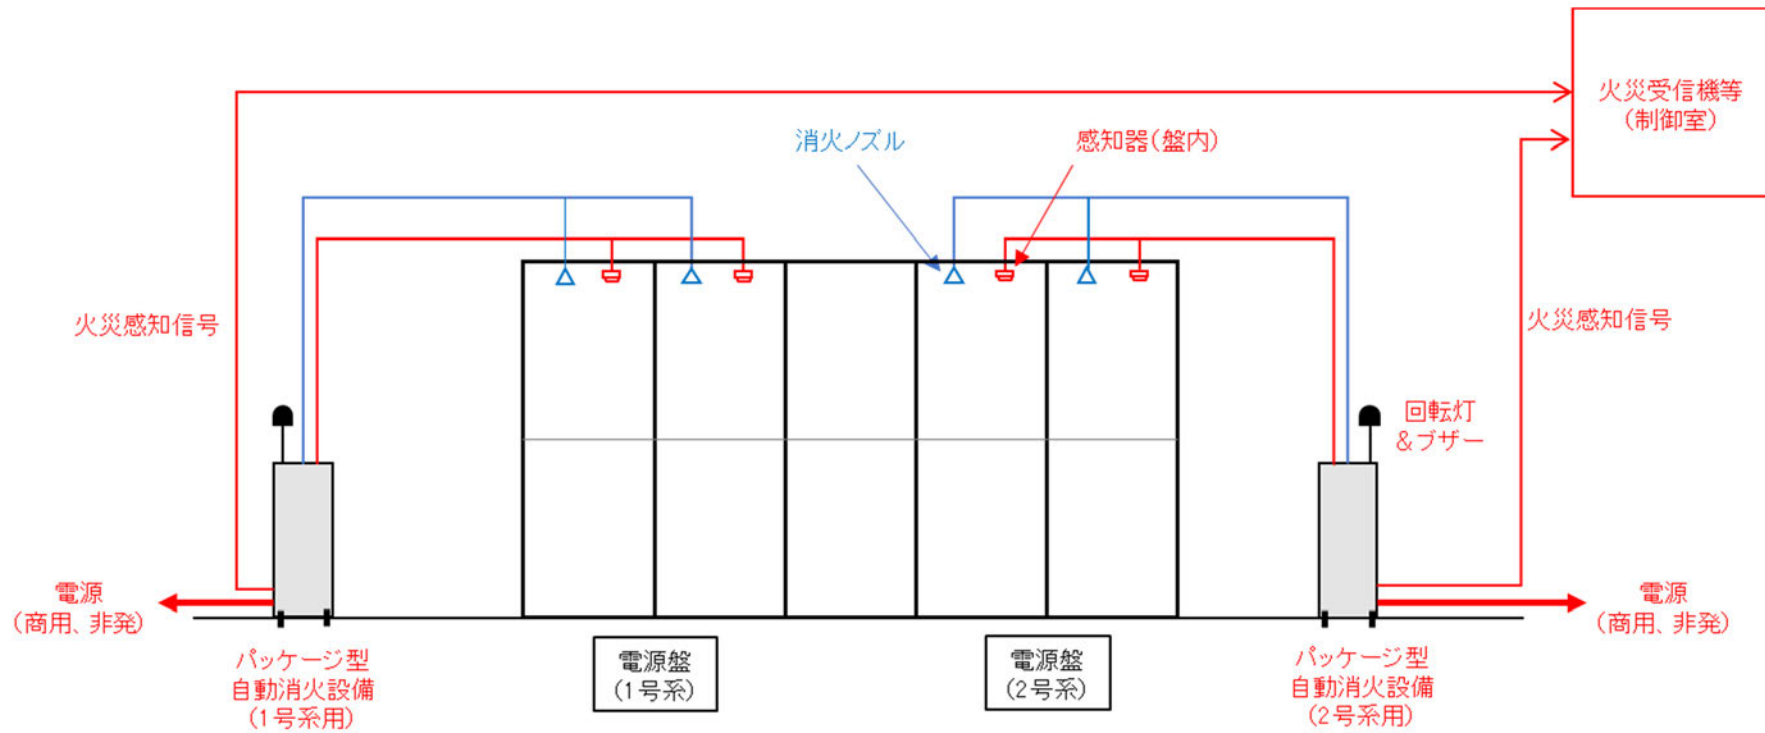 火災受信機等
(制御室)
消火ノズル
感知器(盤内)
火災感知信号
火災感知信号
回転灯
&ブザー
電源
(商用、非発)
電源
(商用、非発)
パッケージ型
自動消火設備
(1号系用)
電源盤
(1号系)
電源盤
(2号系)
パッケージ型
自動消火設備
(2号系用)